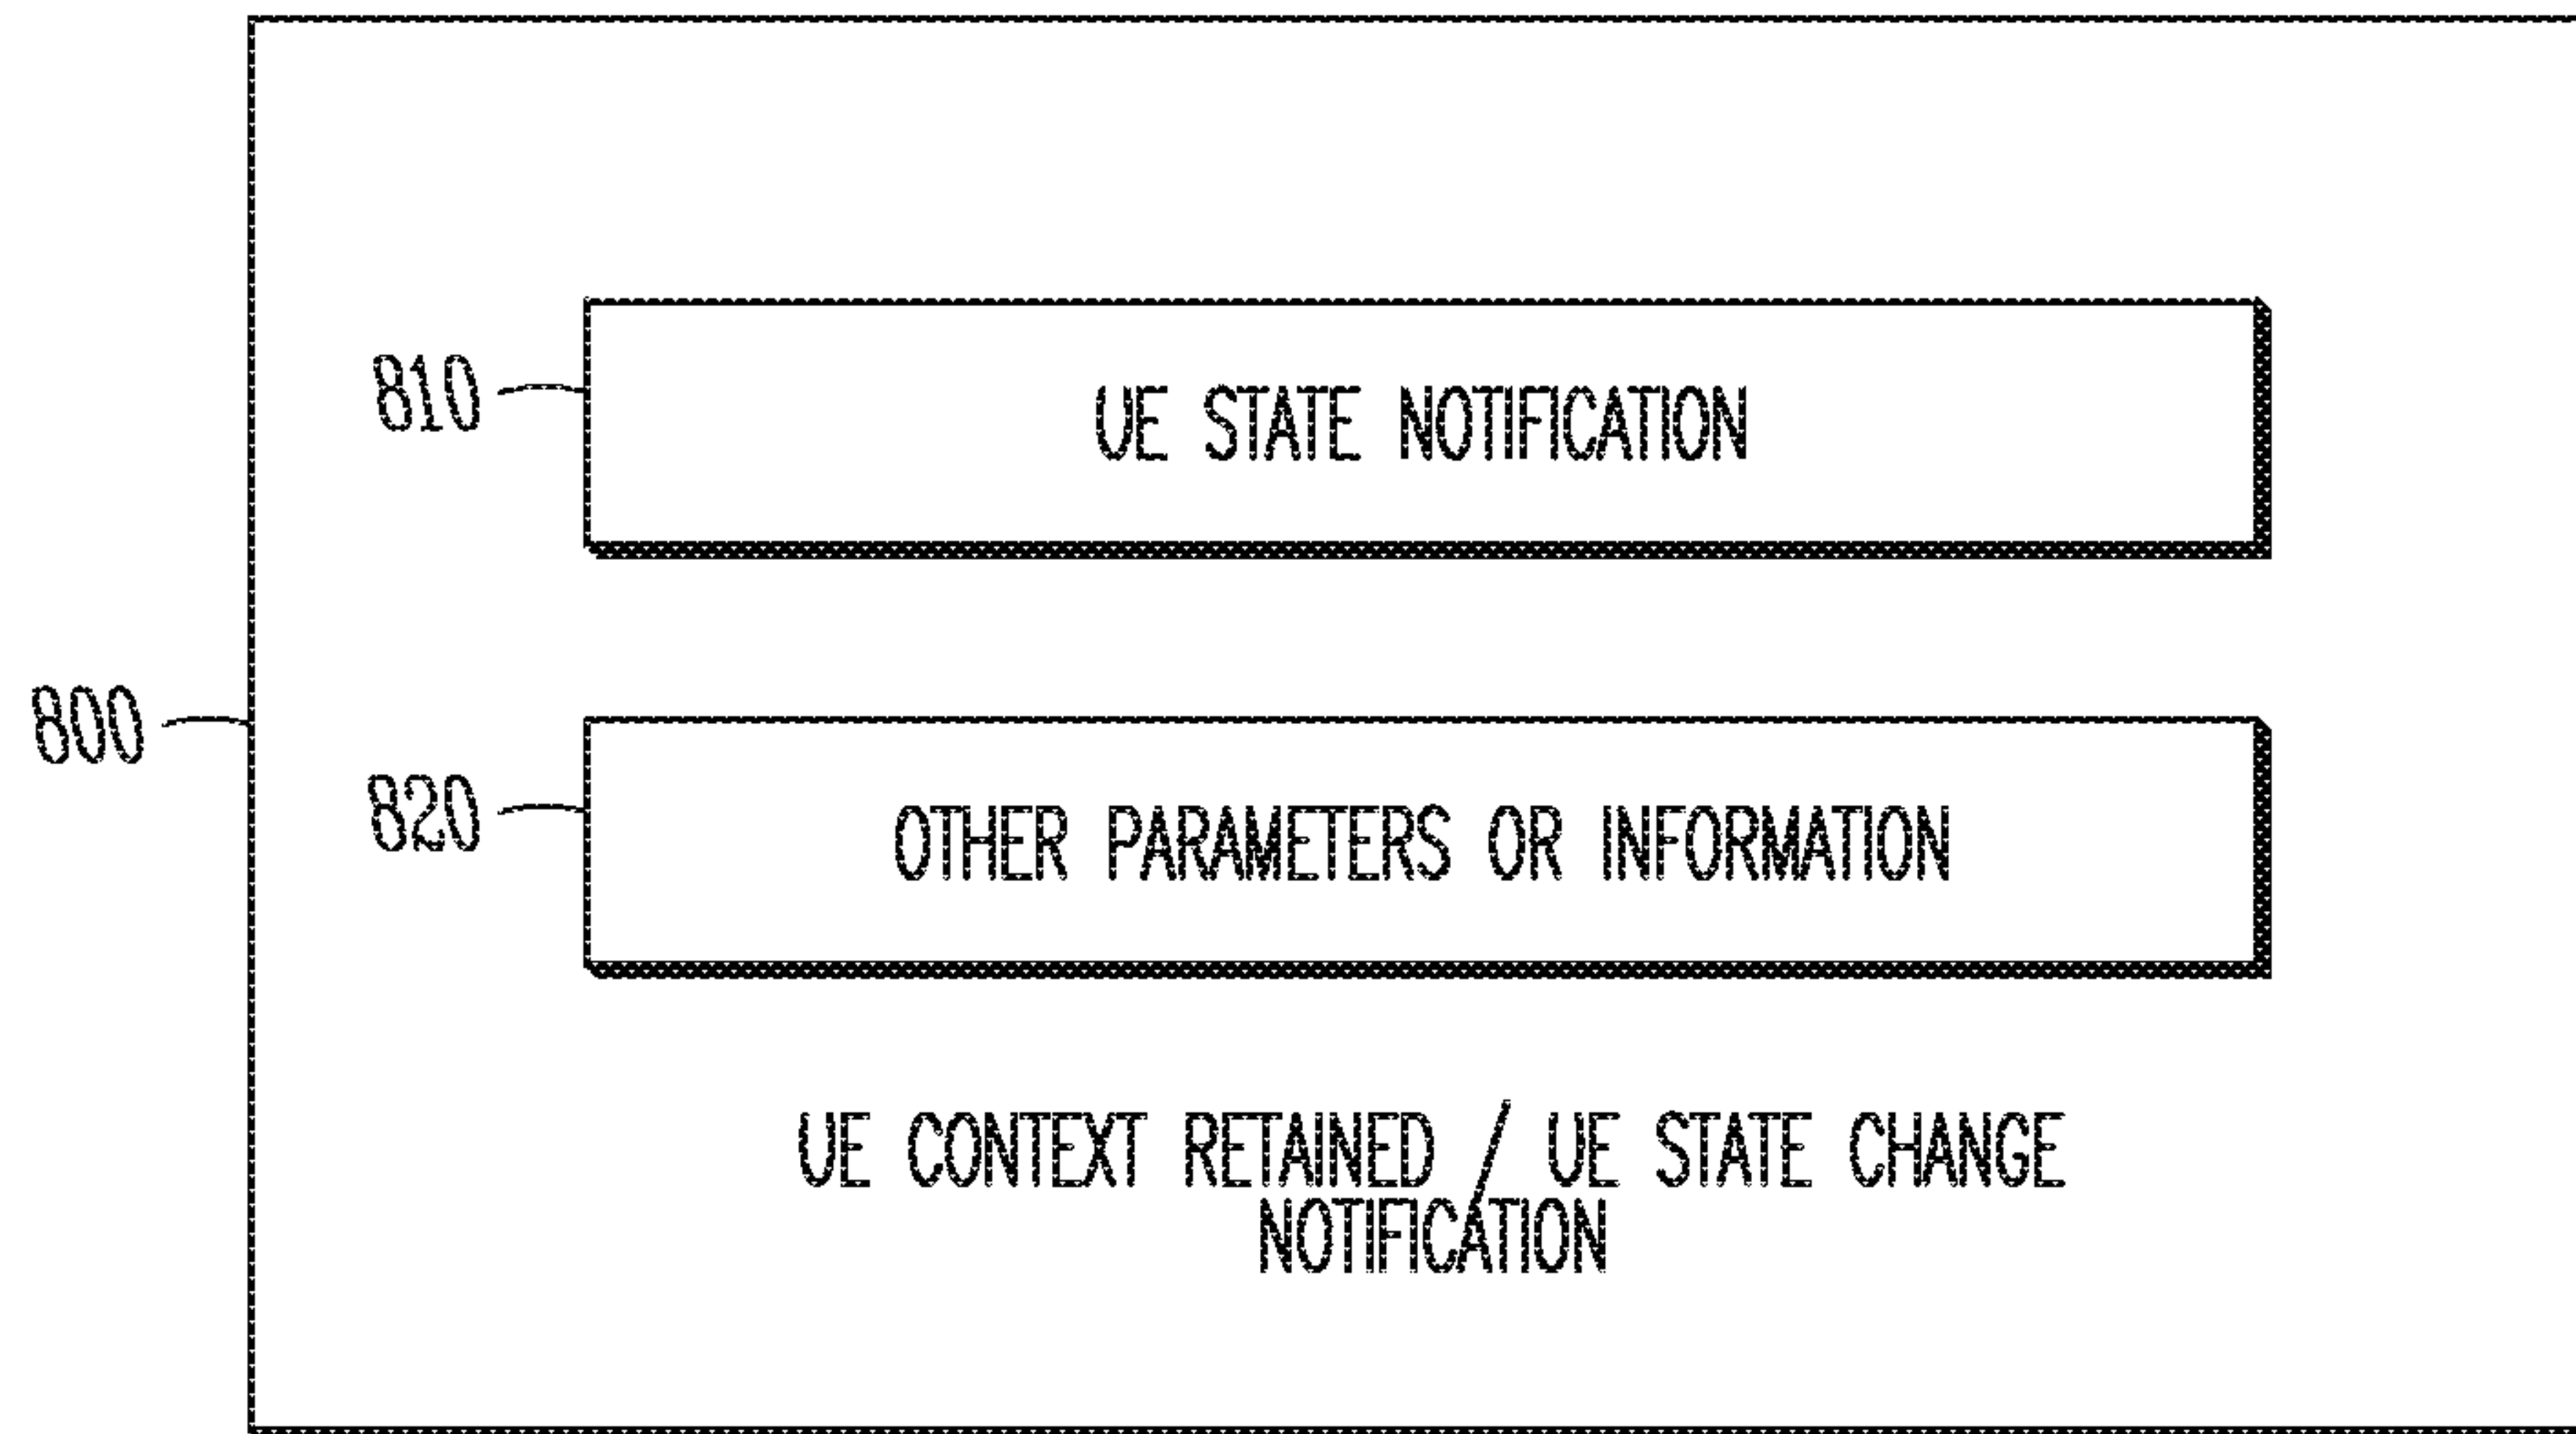 810 UE STATE NOTIFICATION
800
820 OTHER PARAMETERS OR INFORMATION
UE CONTEXT RETAINED / UE STATE CHANGE
NOTIFICATION